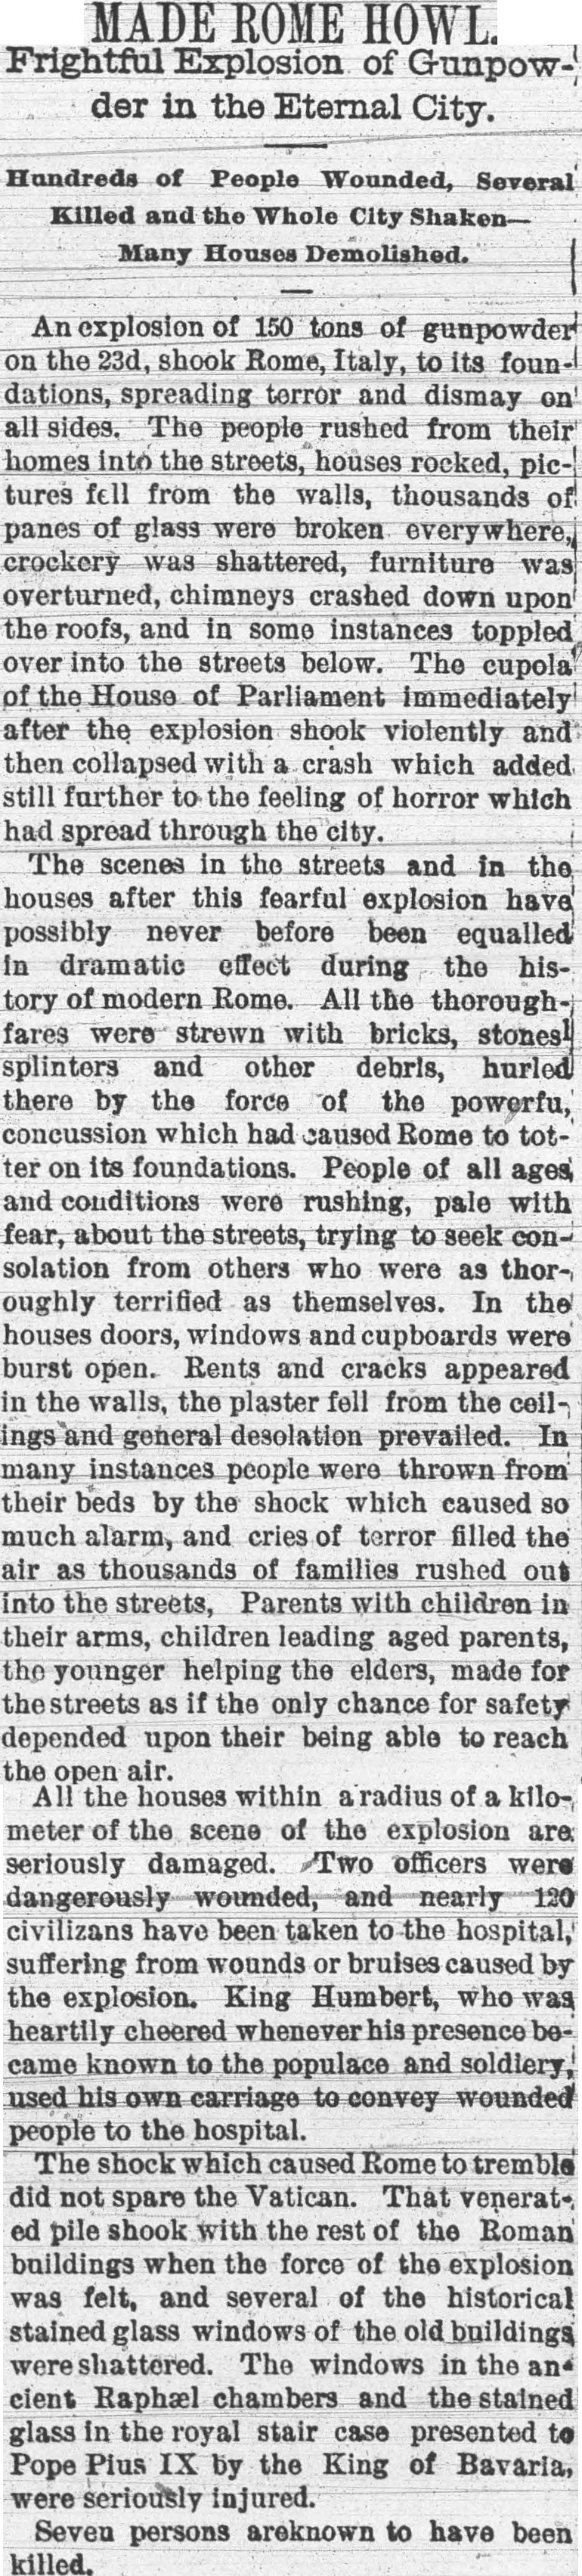 MADE ROME HOWL.
Frightful Explosion of Gunpow-
der in the Eternal City.
Hundreds of People Wounded, Several
Killed and the Whole City Shaken—
Many Houses Demolished.
An explosion of 150 tons of gunpowder
on the 23d, shook Rome, Italy, to its foun-
dations, spreading terror and dismay on
all sides. The people rushed from their
homes into the streets, houses rocked, pic-
tures fell from the walls, thousands of
panes of glass were broken everywhere,
crockery was shattered, furniture was
overturned, chimneys crashed down upon
the roofs, and in some instances toppled
over into the streets below. The cupola
of the House of Parliament immediately
after the explosion shook violently and
then collapsed with a crash which added
still further to the feeling of horror which
had spread through the city.
The scenes in the streets and in the
houses after this fearful explosion have
possibly never before been equalled
in dramatic effect during the his-
tory of modern Rome. All the thorough-
fares were strewn with bricks, stones
splinters and other debris, hurled
there by the force of the powerfu,
concussion which had caused Rome to tot-
ter on its foundations. People of all ages
and conditions were rushing, pale with
fear, about the streets, trying to seek con-
solation from others who were as thor-
oughly terrified as themselves. In the
houses doors, windows and cupboards were
burst open. Rents and cracks appeared
in the walls, the plaster fell from the ceil-
ings and general desolation prevailed. In
many instances people were thrown from
their beds by the shock which caused so
much alarm, and cries of terror filled the
air as thousands of families rushed out
into the streets, Parents with children in
their arms, children leading aged parents,
the younger helping the elders, made for
the streets as if the only chance for safety
depended upon their being able to reach
the open air.
All the houses within a radius of a kilo-
meter of the scene of the explosion are
seriously damaged. Two officers were
dangerously wounded, and nearly 120
civilizans have been taken to the hospital,
suffering from wounds or bruises caused by
the explosion. King Humbert, who was
heartily cheered whenever his presence be-
came known to the populace and soldiery,
used his own carriage to convey wounded
people to the hospital.
The shock which caused Rome to tremble
did not spare the Vatican. That venerat-
ed pile shook with the rest of the Roman
buildings when the force of the explosion
was felt, and several of the historical
stained glass windows of the old buildings
were shattered. The windows in the an-
cient Raphæl chambers and the stained
glass in the royal stair case presented to
Pope Pius IX by the King of Bavaria,
were seriously injured.
Seven persons areknown to have been
killed.